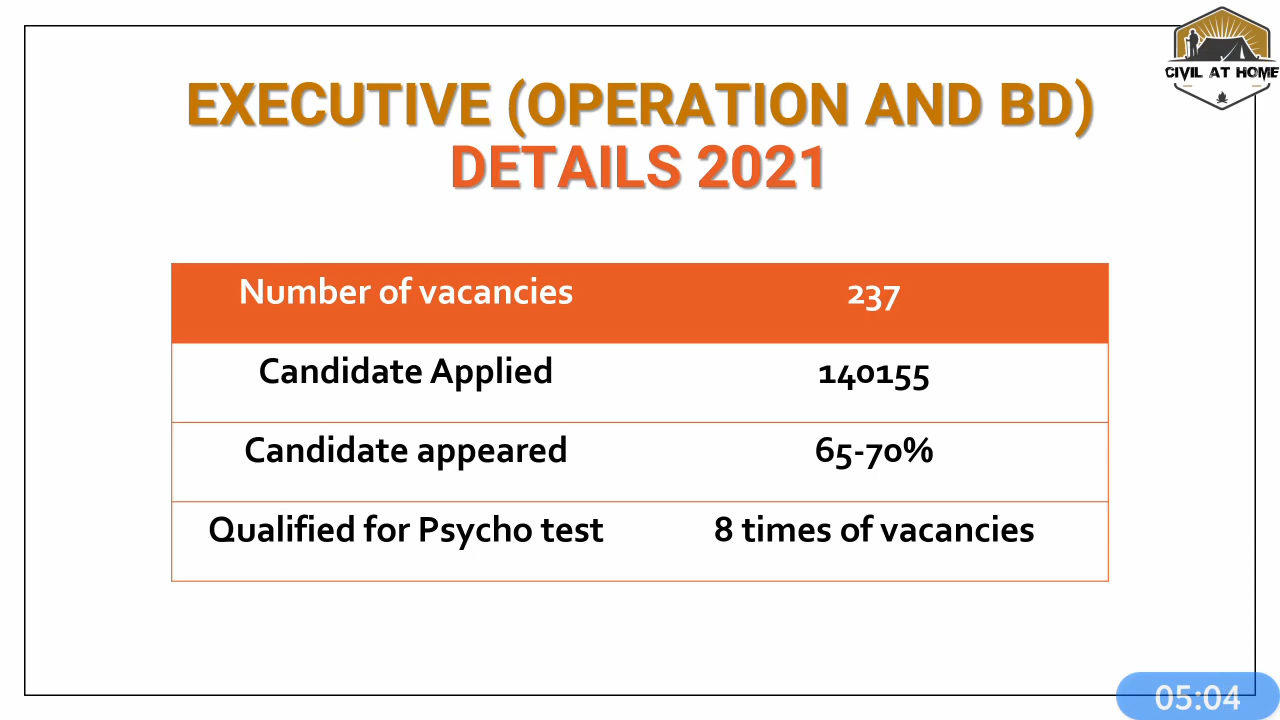 CIVIL AT HOME
EXECUTIVE (OPERATION AND BD)
DETAILS 2021
Number of vacancies 237
Candidate Applied 140155
Candidate appeared 65-70%
Qualified for Psycho test 8 times of vacancies
05:04